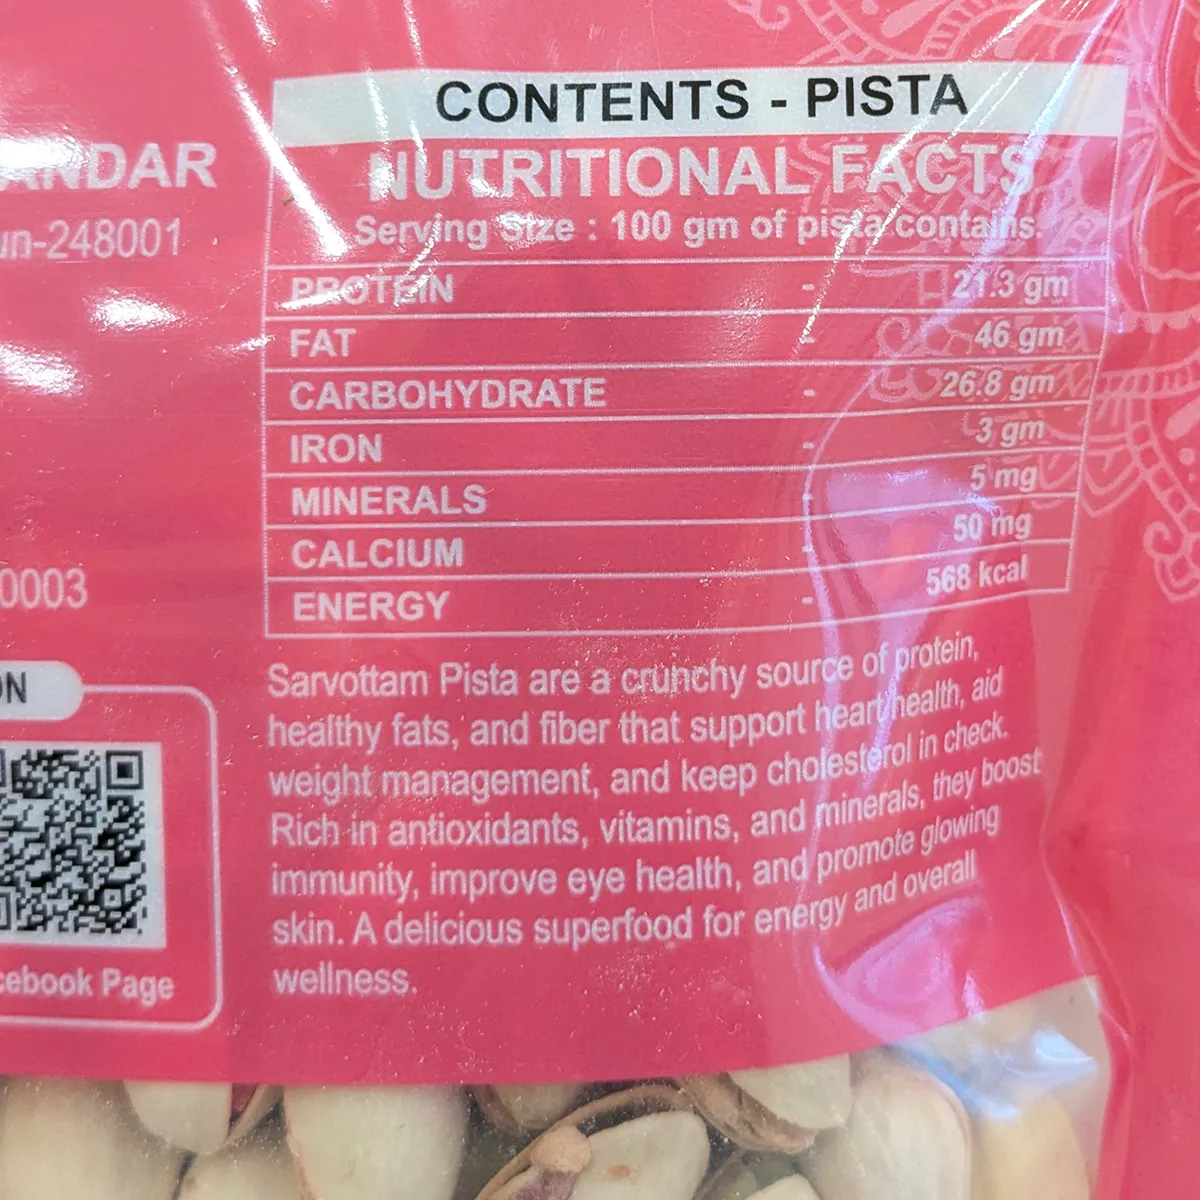 CONTENTS - PISTA
NUTRITIONAL FACTS
Serving Size : 100 gm of pista contains.
PROTEIN - 21.3 gm
FAT - 46 gm
CARBOHYDRATE - 26.8 gm
IRON - 3 gm
MINERALS - 5 mg
CALCIUM - 50 mg
ENERGY - 568 kcal
Sarvottam Pista are a crunchy source of protein,
healthy fats, and fiber that support heart health, aid
weight management, and keep cholesterol in check.
Rich in antioxidants, vitamins, and minerals, they boost
immunity, improve eye health, and promote glowing
skin. A delicious superfood for energy and overall
wellness.
ANDAR
un-248001
0003
ON
cebook Page